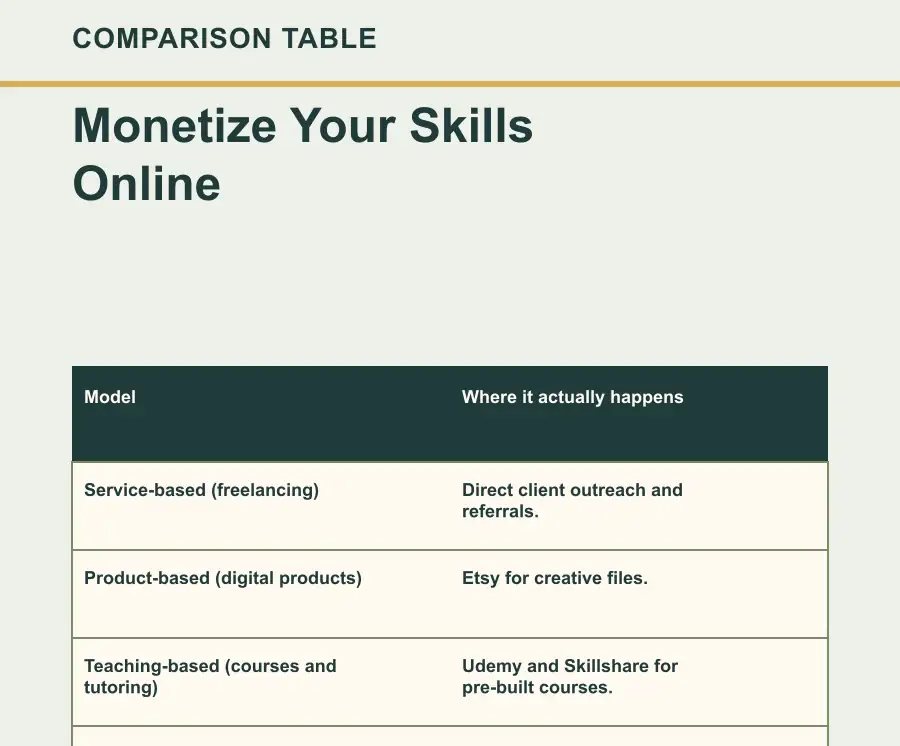 COMPARISON TABLE
Monetize Your Skills
Online
Model
Where it actually happens
Service-based (freelancing)
Direct client outreach and
referrals.
Product-based (digital products)
Etsy for creative files.
Teaching-based (courses and
tutoring)
Udemy and Skillshare for
pre-built courses.